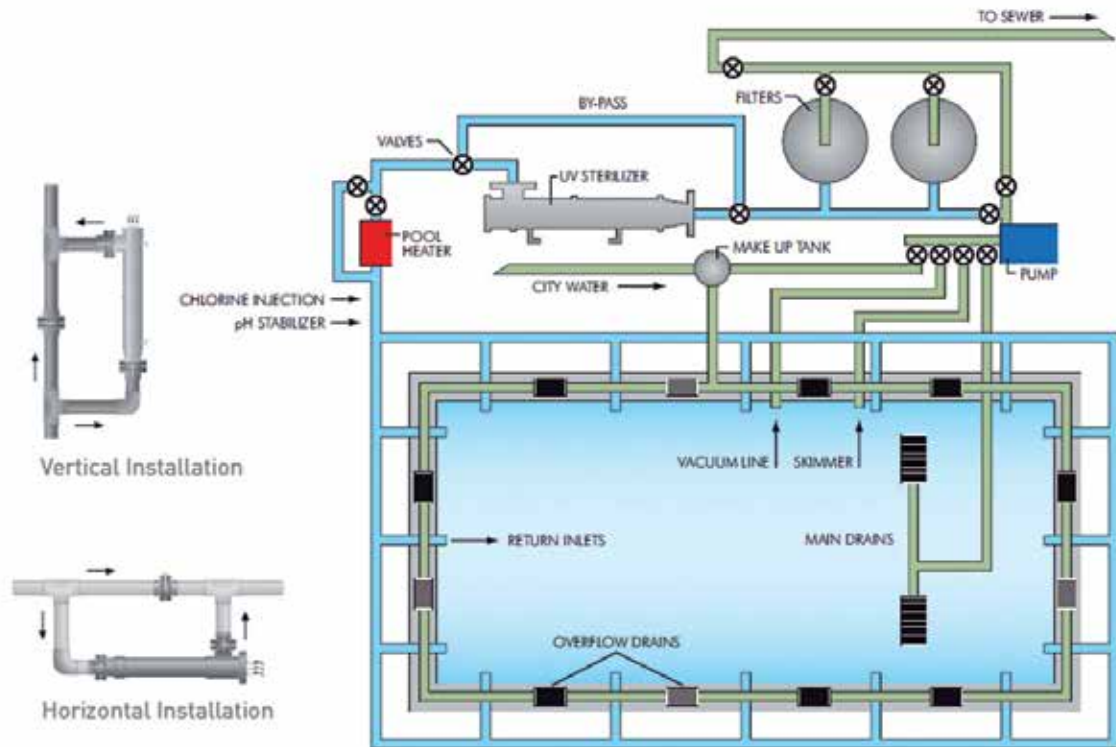 TO SEWER
BY-PASS
FILTERS
VALVES
UV STERILIZER
POOL
HEATER
MAKE UP TANK
PUMP
CITY WATER
CHLORINE INJECTION
pH STABILIZER
Vertical Installation
VACUUM LINE
SKIMMER
RETURN INLETS
MAIN DRAINS
OVERFLOW DRAINS
Horizontal Installation